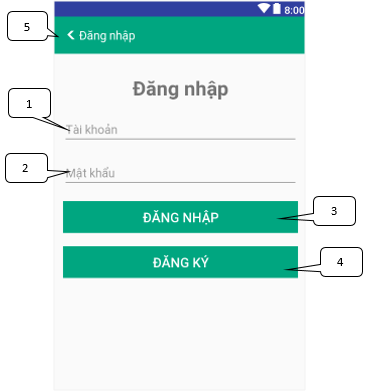 8:00
5
Đăng nhập
Đăng nhập
1
Tài khoản
2
Mật khẩu
ĐĂNG NHẬP
3
ĐĂNG KÝ
4